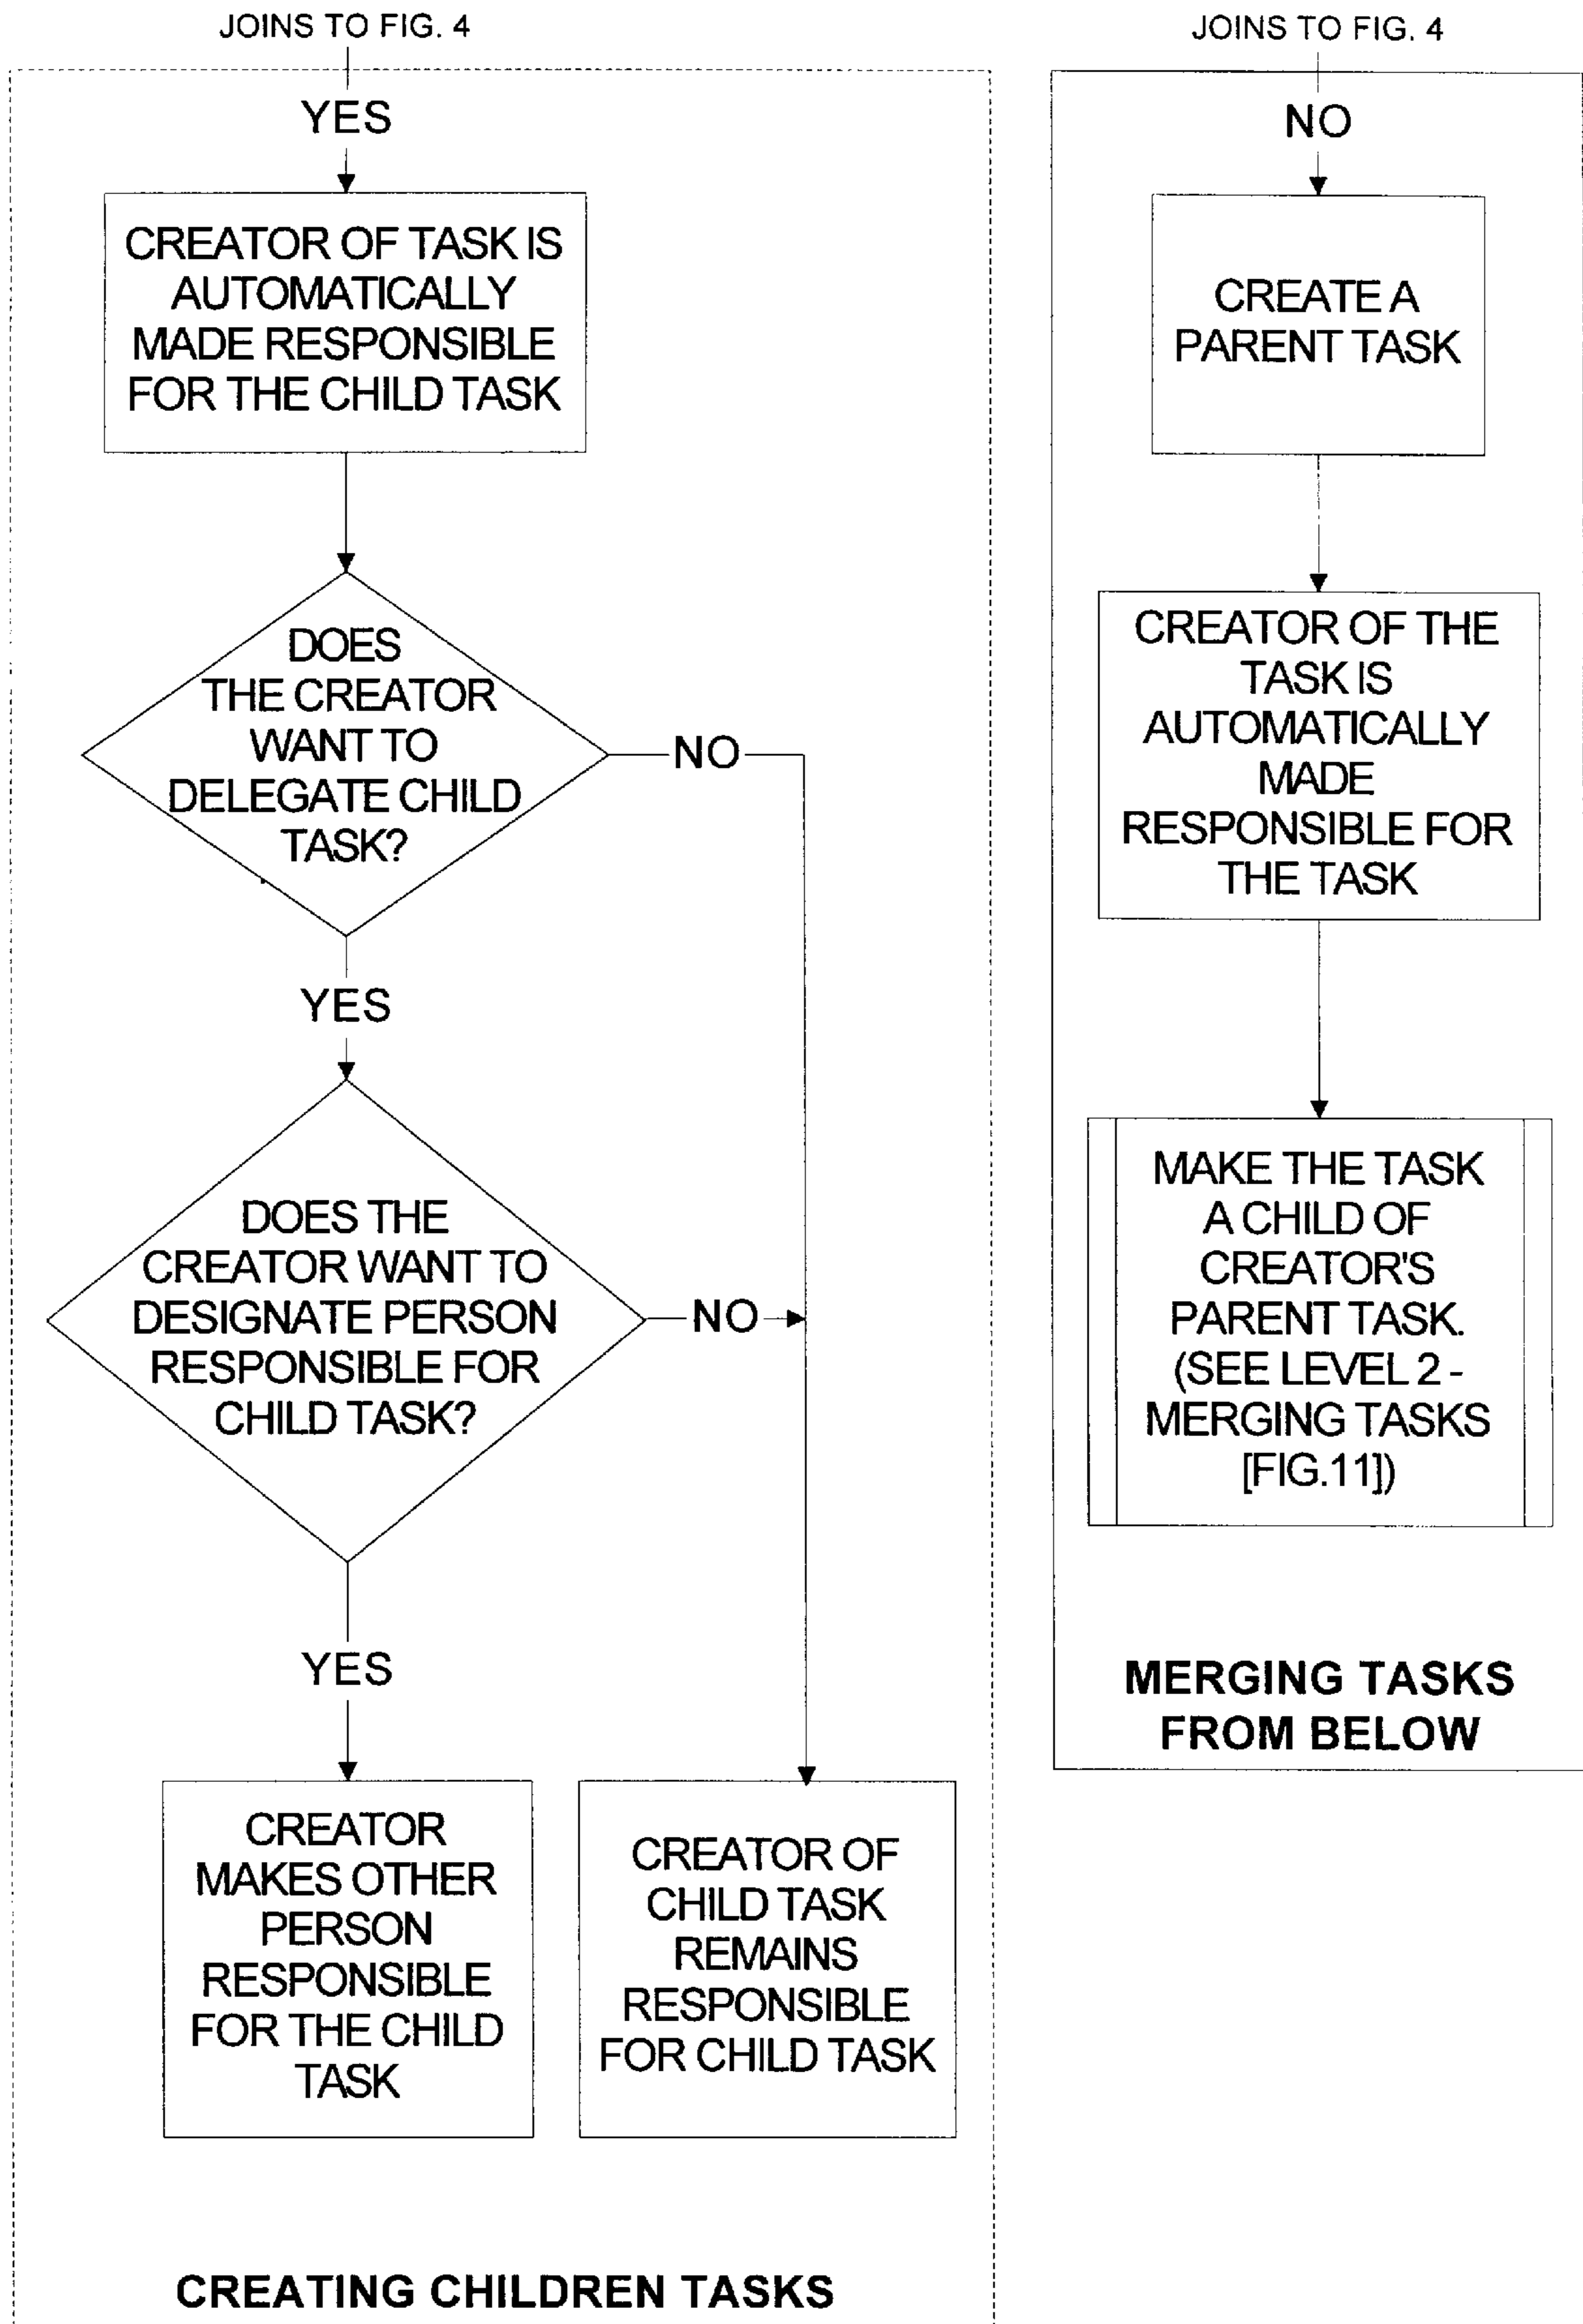 JOINS TO FIG. 4
YES
CREATOR OF TASK IS
AUTOMATICALLY
MADE RESPONSIBLE
FOR THE CHILD TASK
DOES
THE CREATOR
WANT TO
DELEGATE CHILD
TASK?
NO
YES
DOES THE
CREATOR WANT TO
DESIGNATE PERSON
RESPONSIBLE FOR
CHILD TASK?
NO
YES
CREATOR
MAKES OTHER
PERSON
RESPONSIBLE
FOR THE CHILD
TASK
CREATOR OF
CHILD TASK
REMAINS
RESPONSIBLE
FOR CHILD TASK
CREATING CHILDREN TASKS
JOINS TO FIG. 4
NO
CREATE A
PARENT TASK
CREATOR OF THE
TASK IS
AUTOMATICALLY
MADE
RESPONSIBLE FOR
THE TASK
MAKE THE TASK
A CHILD OF
CREATOR'S
PARENT TASK.
(SEE LEVEL 2 -
MERGING TASKS
[FIG.11])
MERGING TASKS
FROM BELOW